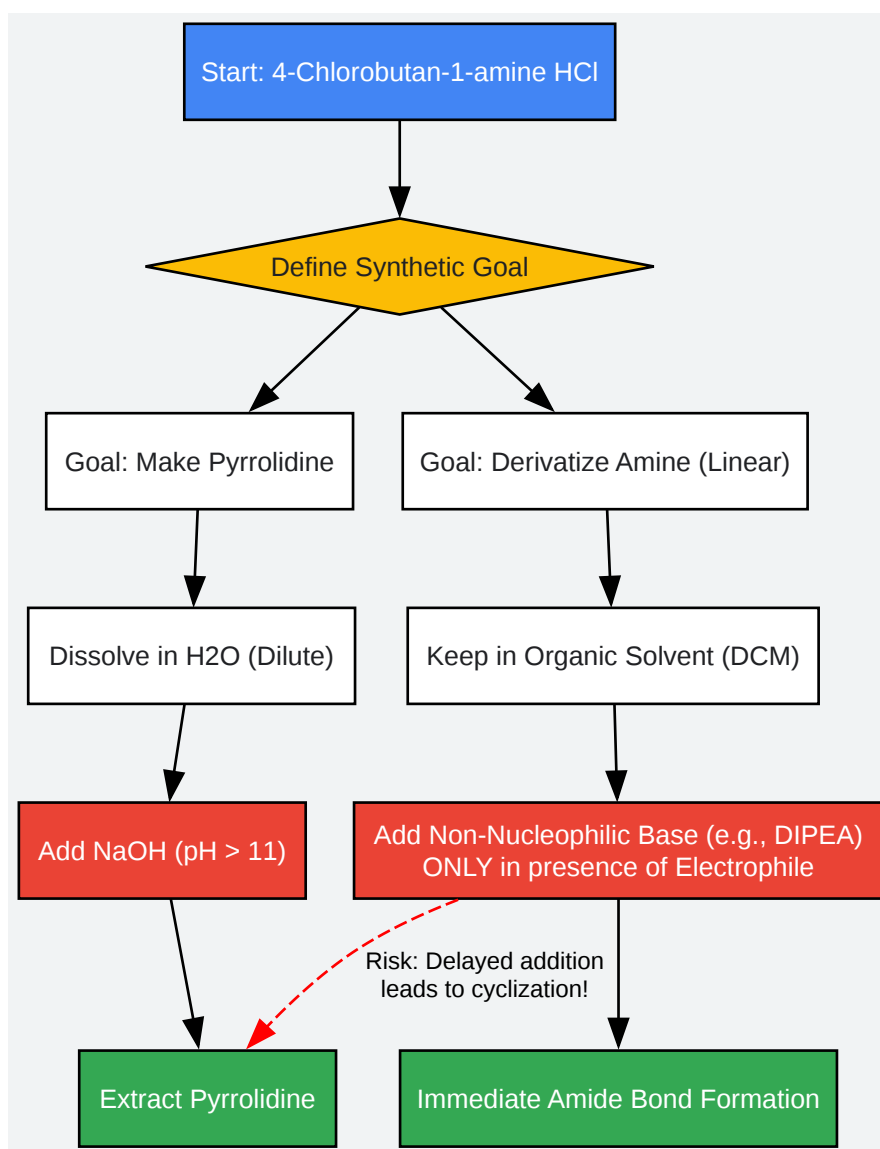 Start: 4-Chlorobutan-1-amine HCl
Define Synthetic Goal
Goal: Make Pyrrolidine
Goal: Derivatize Amine (Linear)
Dissolve in H2O (Dilute)
Keep in Organic Solvent (DCM)
Add NaOH (pH > 11)
Add Non-Nucleophilic Base (e.g., DIPEA)
ONLY in presence of Electrophile
Risk: Delayed addition
leads to cyclization!
Extract Pyrrolidine
Immediate Amide Bond Formation